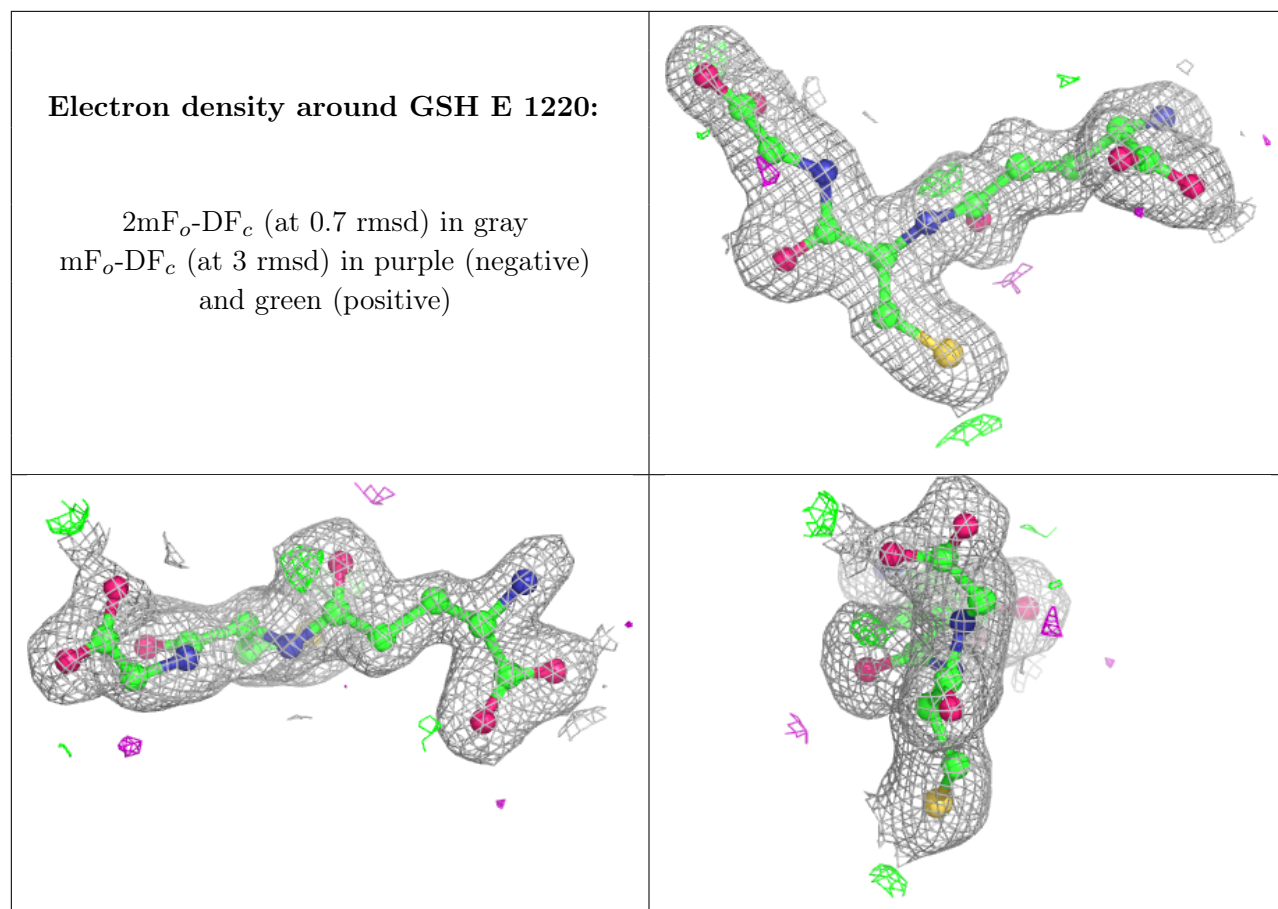 Electron density around GSH E 1220:
2mFo-DFc (at 0.7 rmsd) in gray
mFo-DFc (at 3 rmsd) in purple (negative)
and green (positive)